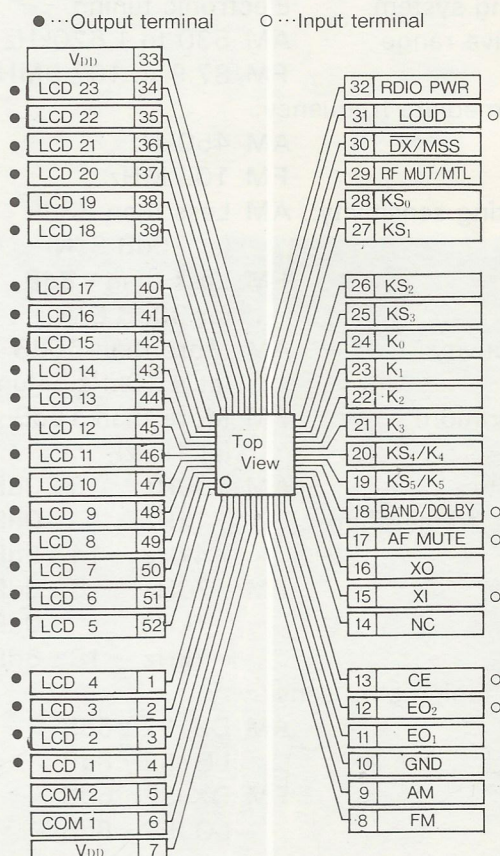 ●···Output terminal ○···Input terminal
VDD 33
● LCD 23 34
● LCD 22 35
● LCD 21 36
● LCD 20 37
● LCD 19 38
● LCD 18 39
● LCD 17 40
● LCD 16 41
● LCD 15 42
● LCD 14 43
● LCD 13 44
● LCD 12 45
● LCD 11 46
● LCD 10 47
● LCD 9 48
● LCD 8 49
● LCD 7 50
● LCD 6 51
● LCD 5 52
● LCD 4 1
● LCD 3 2
● LCD 2 3
● LCD 1 4
COM 2 5
COM 1 6
VDD 7
Top
View
32 RDIO PWR
31 LOUD ○
30 D̅X̅/MSS
29 RF MUT/MTL
28 KS₀
27 KS₁
26 KS₂
25 KS₃
24 K₀
23 K₁
22 K₂
21 K₃
20 KS₄/K₄
19 KS₅/K₅
18 BAND/DOLBY ○
17 AF MUTE ○
16 XO
15 XI ○
14 NC
13 CE ○
12 EO₂ ○
11 EO₁
10 GND
9 AM
8 FM